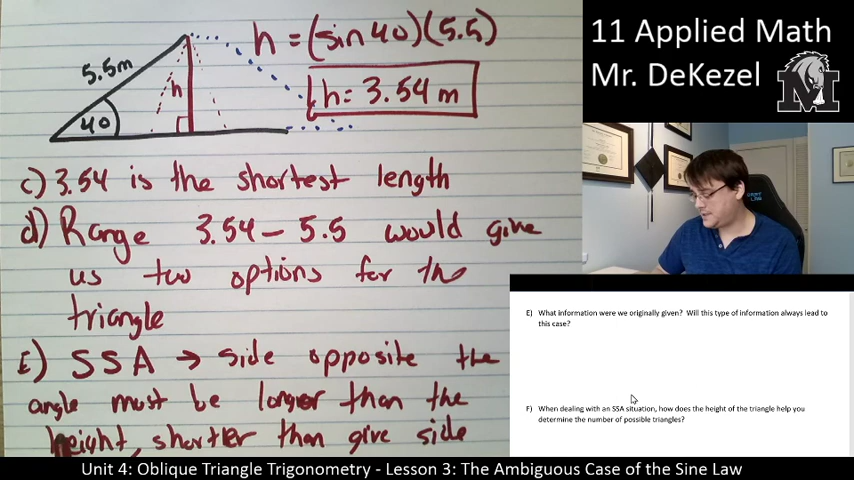 h = (sin 40)(5.5)
5.5m
h
40
h = 3.54 m
c) 3.54 is the shortest length
d) Range 3.54 - 5.5 would give
us two options for the
triangle
E) SSA → side opposite the
angle must be longer than the
height, shorter than give side
11 Applied Math
Mr. DeKezel
M
E) What information were we originally given? Will this type of information always lead to
this case?
F) When dealing with an SSA situation, how does the height of the triangle help you
determine the number of possible triangles?
Unit 4: Oblique Triangle Trigonometry - Lesson 3: The Ambiguous Case of the Sine Law